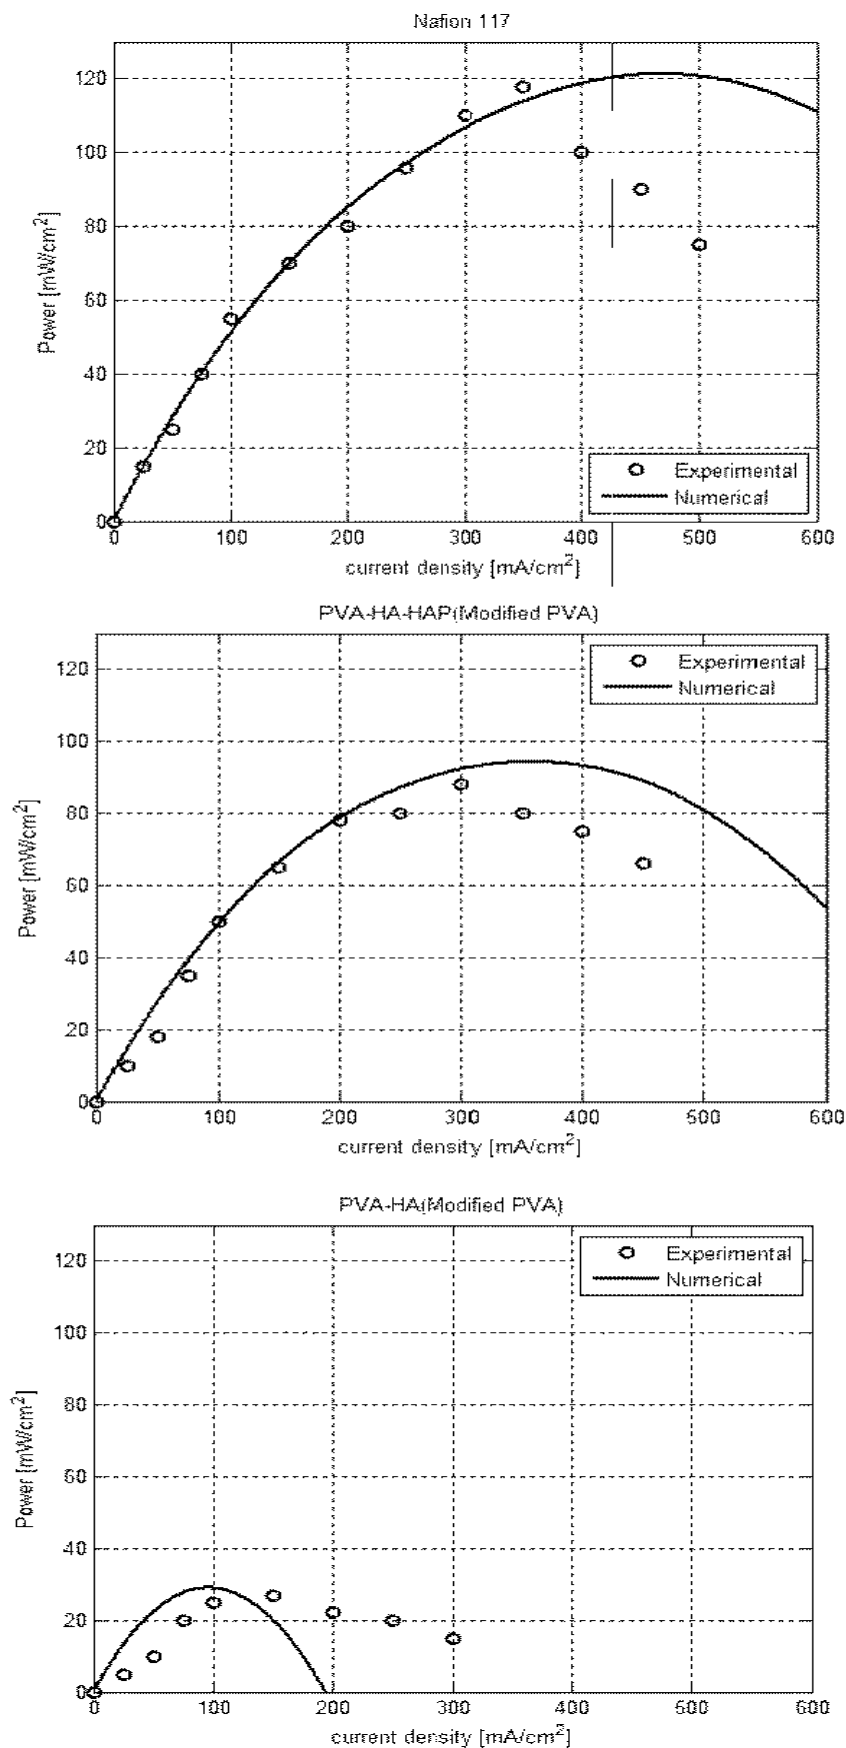 Nafion 117
120
100
80
60
40
20
0
Power [mW/cm²]
Experimental
Numerical
0 100 200 300 400 500 600
current density [mA/cm²]
PVA-HA-HAP(Modified PVA)
120
100
80
60
40
20
0
Power [mW/cm²]
Experimental
Numerical
0 100 200 300 400 500 600
current density [mA/cm²]
PVA-HA(Modified PVA)
120
100
80
60
40
20
0
Power [mW/cm²]
Experimental
Numerical
0 100 200 300 400 500 600
current density [mA/cm²]